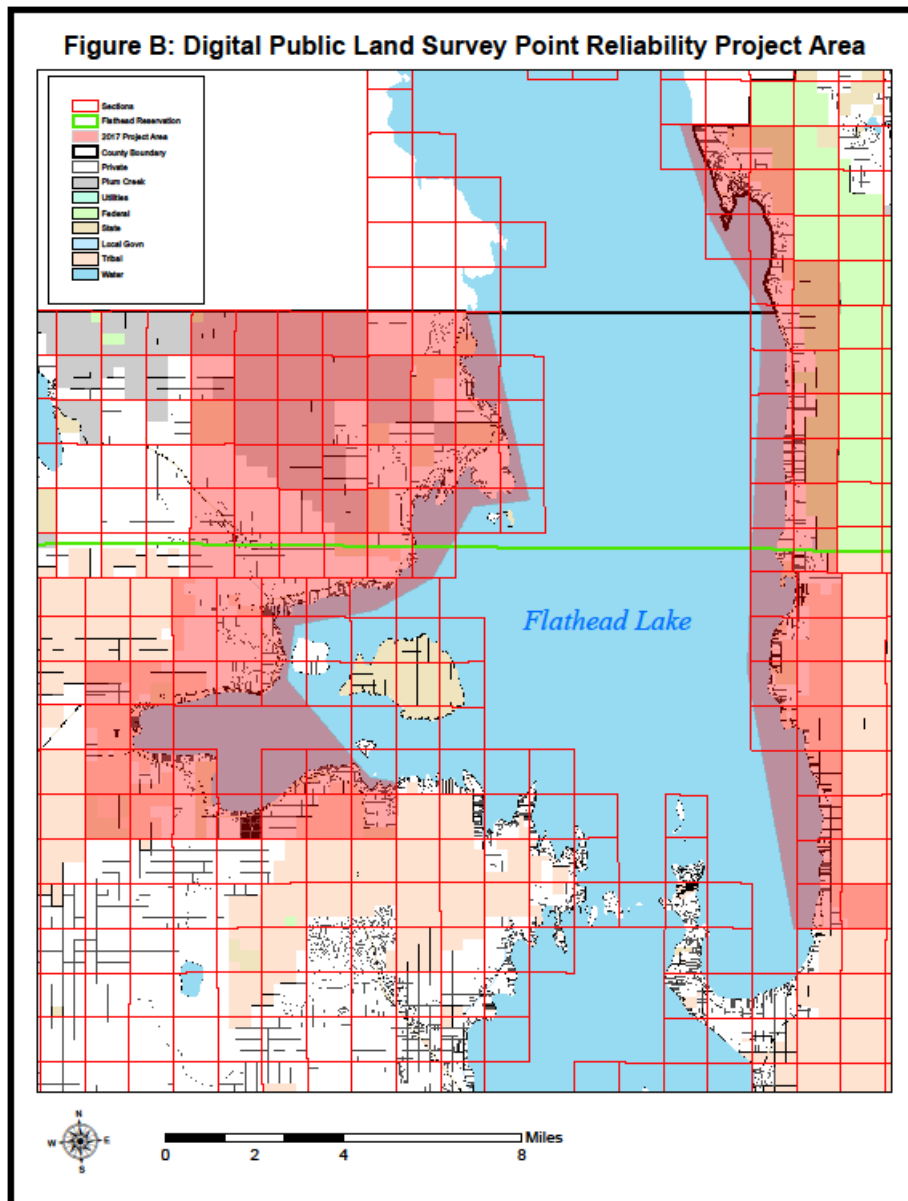 Figure B: Digital Public Land Survey Point Reliability Project Area
Sections
Flathead Reservation
2017 Project Area
County Boundary
Private
Plum Creek
Utilities
Federal
State
Local Govn
Tribal
Water
Flathead Lake
N
W E
S
Miles
0 2 4 8